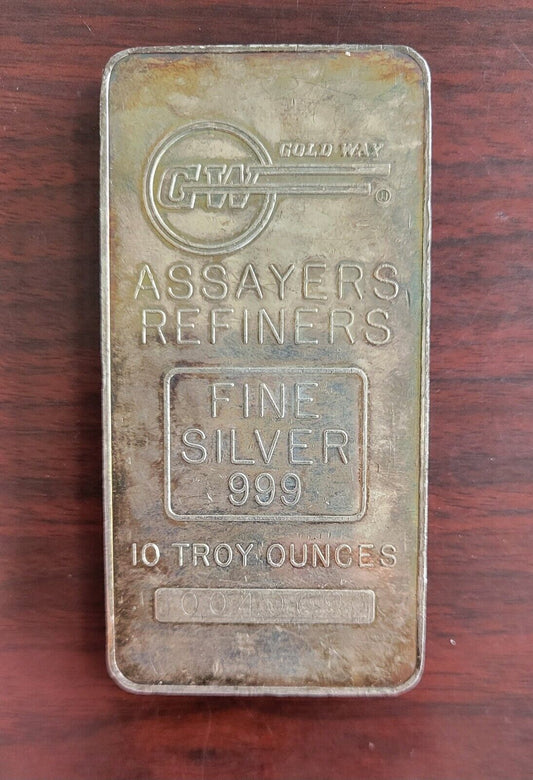 GOLD WAY
GW
®
ASSAYERS
REFINERS
FINE
SILVER
999
10 TROY OUNCES